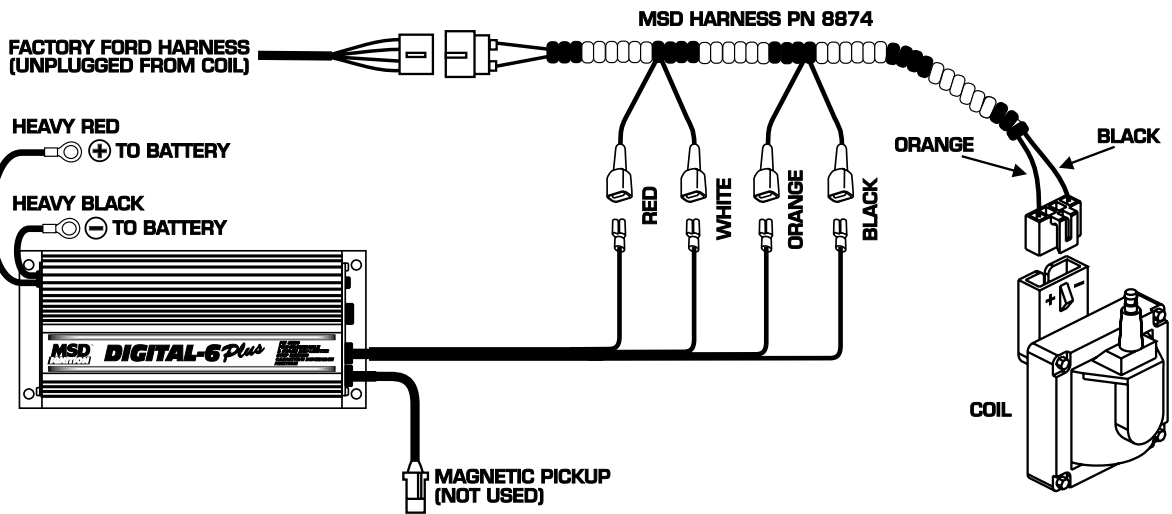 MSD HARNESS PN 8874
FACTORY FORD HARNESS
(UNPLUGGED FROM COIL)
HEAVY RED
+ TO BATTERY
HEAVY BLACK
- TO BATTERY
RED
WHITE
ORANGE
BLACK
ORANGE
BLACK
+ -
COIL
MSD
IGNITION
DIGITAL-6 Plus
MAGNETIC PICKUP
(NOT USED)